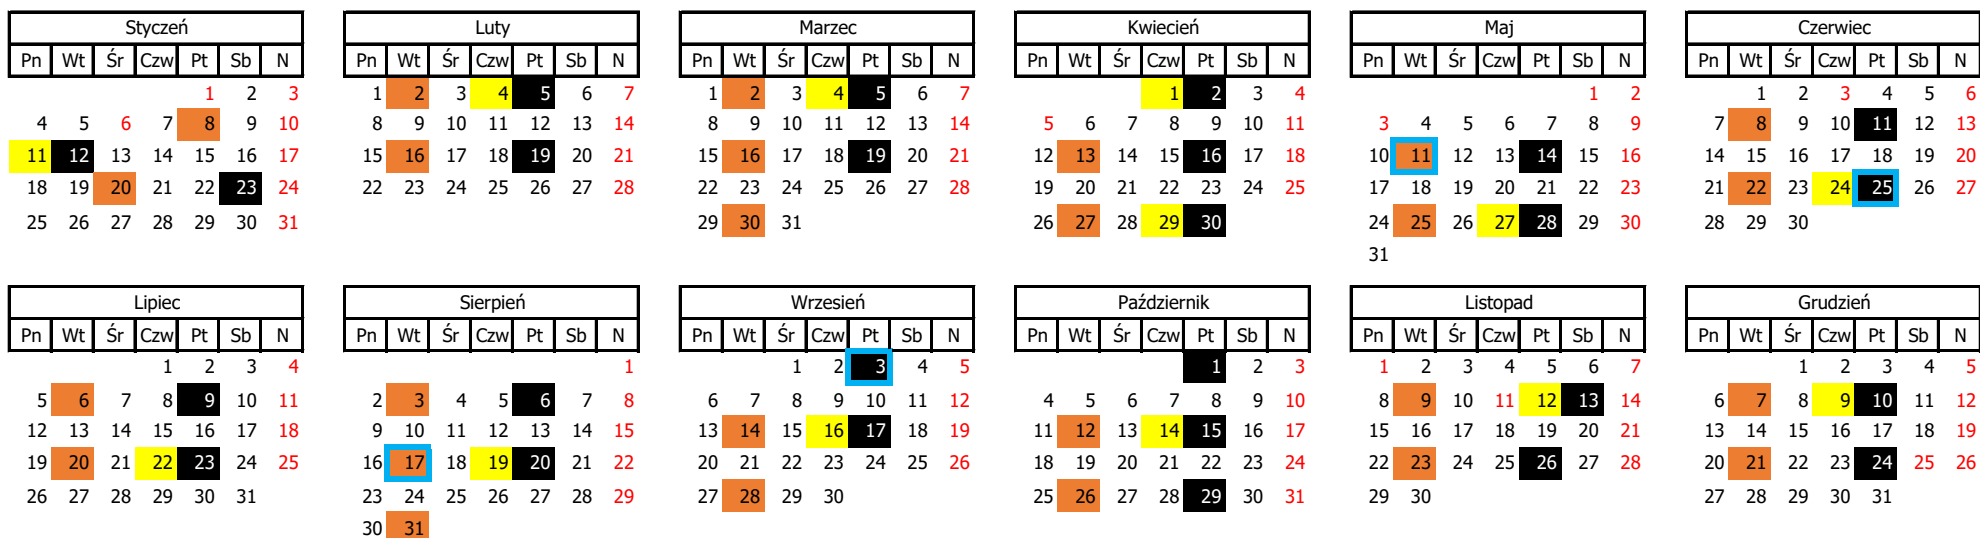 Styczeń Luty Marzec Kwiecień Maj Czerwiec
Pn Wt Śr Czw Pt Sb N Pn Wt Śr Czw Pt Sb N Pn Wt Śr Czw Pt Sb N Pn Wt Śr Czw Pt Sb N Pn Wt Śr Czw Pt Sb N Pn Wt Śr Czw Pt Sb N
1 2 3 1 2 3 4 5 6 7 1 2 3 4 5 6 7 1 2 3 4 1 2 1 2 3 4 5 6
4 5 6 7 8 9 10 8 9 10 11 12 13 14 8 9 10 11 12 13 14 5 6 7 8 9 10 11 3 4 5 6 7 8 9 7 8 9 10 11 12 13
11 12 13 14 15 16 17 15 16 17 18 19 20 21 15 16 17 18 19 20 21 12 13 14 15 16 17 18 10 11 12 13 14 15 16 14 15 16 17 18 19 20
18 19 20 21 22 23 24 22 23 24 25 26 27 28 22 23 24 25 26 27 28 19 20 21 22 23 24 25 17 18 19 20 21 22 23 21 22 23 24 25 26 27
25 26 27 28 29 30 31 29 30 31 26 27 28 29 30 24 25 26 27 28 29 30 28 29 30
31
Lipiec Sierpień Wrzesień Październik Listopad Grudzień
Pn Wt Śr Czw Pt Sb N Pn Wt Śr Czw Pt Sb N Pn Wt Śr Czw Pt Sb N Pn Wt Śr Czw Pt Sb N Pn Wt Śr Czw Pt Sb N Pn Wt Śr Czw Pt Sb N
1 2 3 4 1 1 2 3 4 5 1 2 3 1 2 3 4 5 6 7 1 2 3 4 5
5 6 7 8 9 10 11 2 3 4 5 6 7 8 6 7 8 9 10 11 12 4 5 6 7 8 9 10 8 9 10 11 12 13 14 6 7 8 9 10 11 12
12 13 14 15 16 17 18 9 10 11 12 13 14 15 13 14 15 16 17 18 19 11 12 13 14 15 16 17 15 16 17 18 19 20 21 13 14 15 16 17 18 19
19 20 21 22 23 24 25 16 17 18 19 20 21 22 20 21 22 23 24 25 26 18 19 20 21 22 23 24 22 23 24 25 26 27 28 20 21 22 23 24 25 26
26 27 28 29 30 31 23 24 25 26 27 28 29 27 28 29 30 25 26 27 28 29 30 31 29 30 27 28 29 30 31
30 31